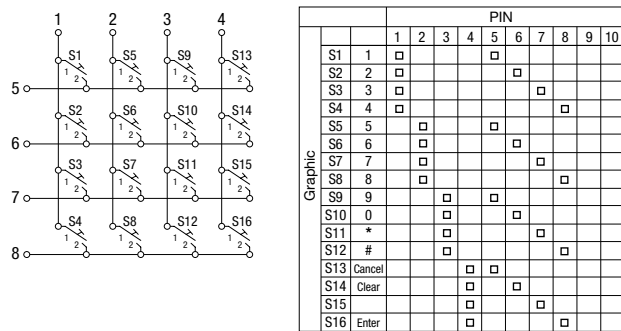 1 2 3 4
S1 S5 S9 S13
1 2 1 2 1 2 1 2
5
S2 S6 S10 S14
1 2 1 2 1 2 1 2
6
S3 S7 S11 S15
1 2 1 2 1 2 1 2
7
S4 S8 S12 S16
1 2 1 2 1 2 1 2
8
PIN
1 2 3 4 5 6 7 8 9 10
Graphic
S1 1
S2 2
S3 3
S4 4
S5 5
S6 6
S7 7
S8 8
S9 9
S10 0
S11 *
S12 #
S13 Cancel
S14 Clear
S15
S16 Enter